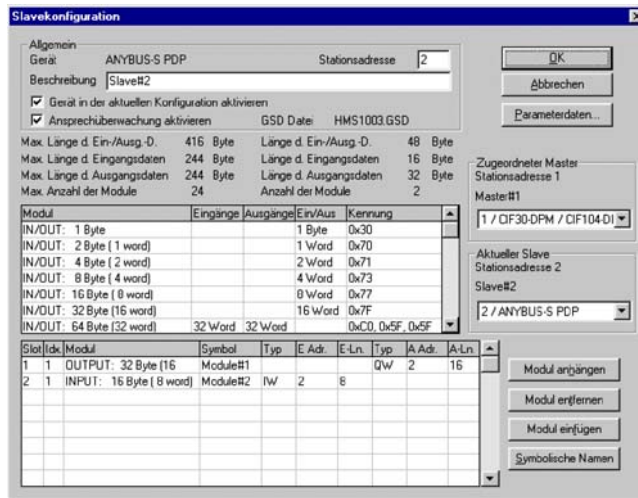 Slavekonfiguration
Allgemein
Gerät ANYBUS-S PDP Stationsadresse 2
Beschreibung Slave#2
Gerät in der aktuellen Konfiguration aktivieren
Ansprechüberwachung aktivieren GSD Datei HMS1003.GSD
OK
Abbrechen
Parameterdaten...
Max. Länge d. Ein-/Ausg.-D. 416 Byte Länge d. Ein-/Ausg.-D. 48 Byte
Max. Länge d. Eingangsdaten 244 Byte Länge d. Eingangsdaten 16 Byte
Max. Länge d. Ausgangsdaten 244 Byte Länge d. Ausgangsdaten 32 Byte
Max. Anzahl der Module 24 Anzahl der Module 2
Zugeordneter Master
Stationsadresse 1
Master#1
1 / CIF30-DPM / CIF104-DI
Aktueller Slave
Stationsadresse 2
Slave#2
2 / ANYBUS-S PDP
Modul Eingänge Ausgänge Ein/Aus Kennung
IN/OUT: 1 Byte 1 Byte 0x30
IN/OUT: 2 Byte ( 1 word) 1 Word 0x70
IN/OUT: 4 Byte ( 2 word) 2 Word 0x71
IN/OUT: 8 Byte ( 4 word) 4 Word 0x73
IN/OUT: 16 Byte ( 8 word) 8 Word 0x77
IN/OUT: 32 Byte (16 word) 16 Word 0x7F
IN/OUT: 64 Byte (32 word) 32 Word 32 Word 0xC0, 0x5F, 0x5F
Slot Idx. Modul Symbol Typ E Adr. E-Ln. Typ A Adr. A-Ln.
1 1 OUTPUT: 32 Byte (16 Module#1 QW 2 16
2 1 INPUT: 16 Byte ( 8 word) Module#2 IW 2 8
Modul anhängen
Modul entfernen
Modul einfügen
Symbolische Namen